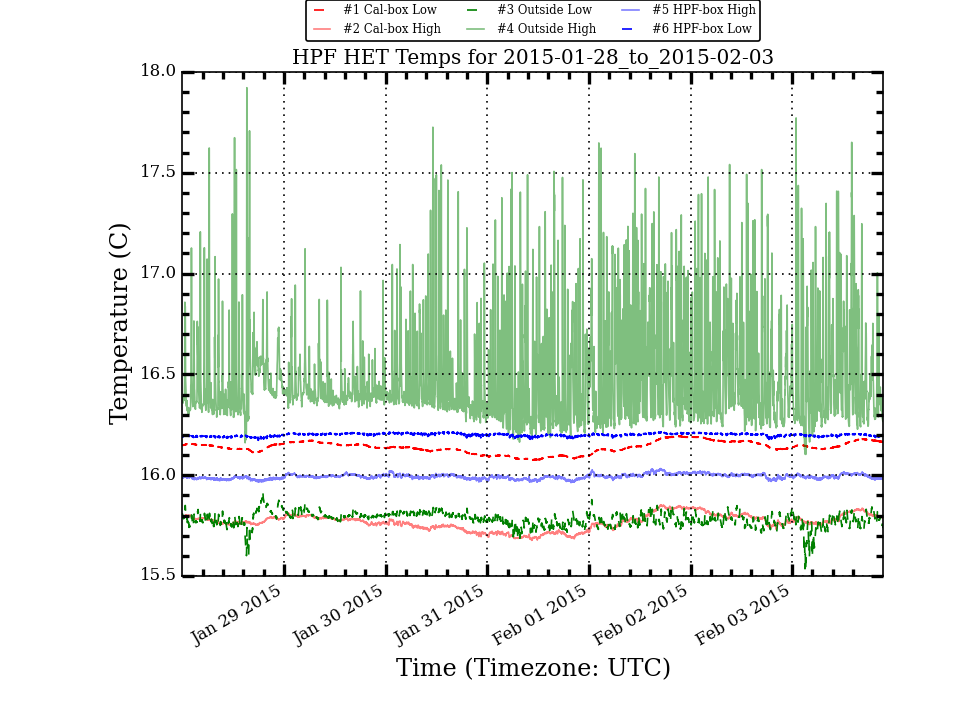 #1 Cal-box Low #3 Outside Low #5 HPF-box High
#2 Cal-box High #4 Outside High #6 HPF-box Low
HPF HET Temps for 2015-01-28_to_2015-02-03
18.0
17.5
17.0
16.5
16.0
15.5
Temperature (C)
Jan 29 2015 Jan 30 2015 Jan 31 2015 Feb 01 2015 Feb 02 2015 Feb 03 2015
Time (Timezone: UTC)